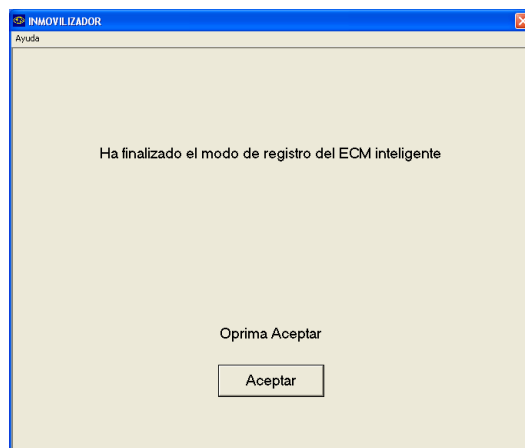 INMOVILIZADOR
Ayuda
Ha finalizado el modo de registro del ECM inteligente
Oprima Aceptar
Aceptar